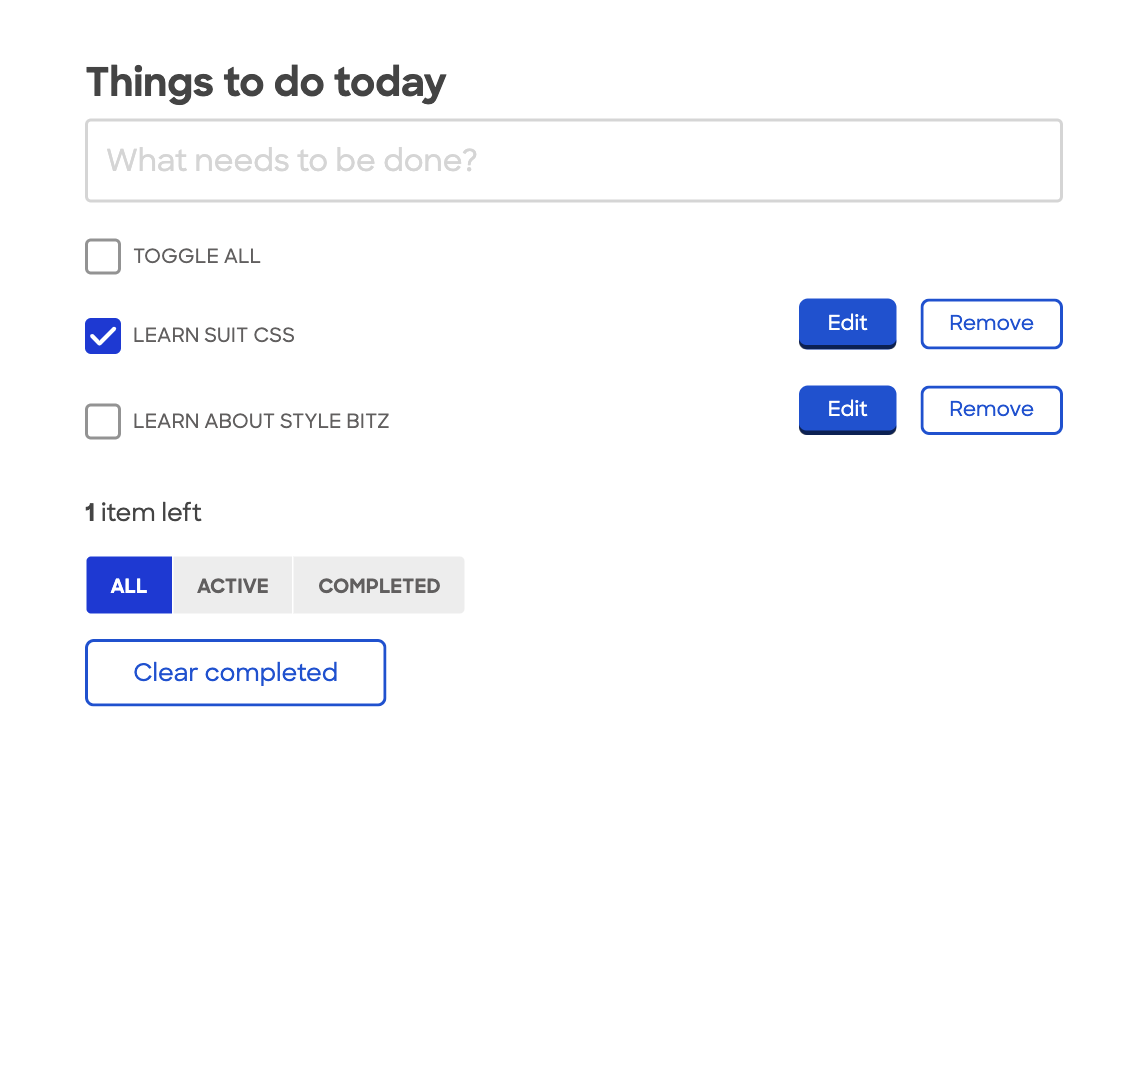 Things to do today
What needs to be done?
TOGGLE ALL
LEARN SUIT CSS
Edit
Remove
LEARN ABOUT STYLE BITZ
Edit
Remove
1 item left
ALL
ACTIVE
COMPLETED
Clear completed